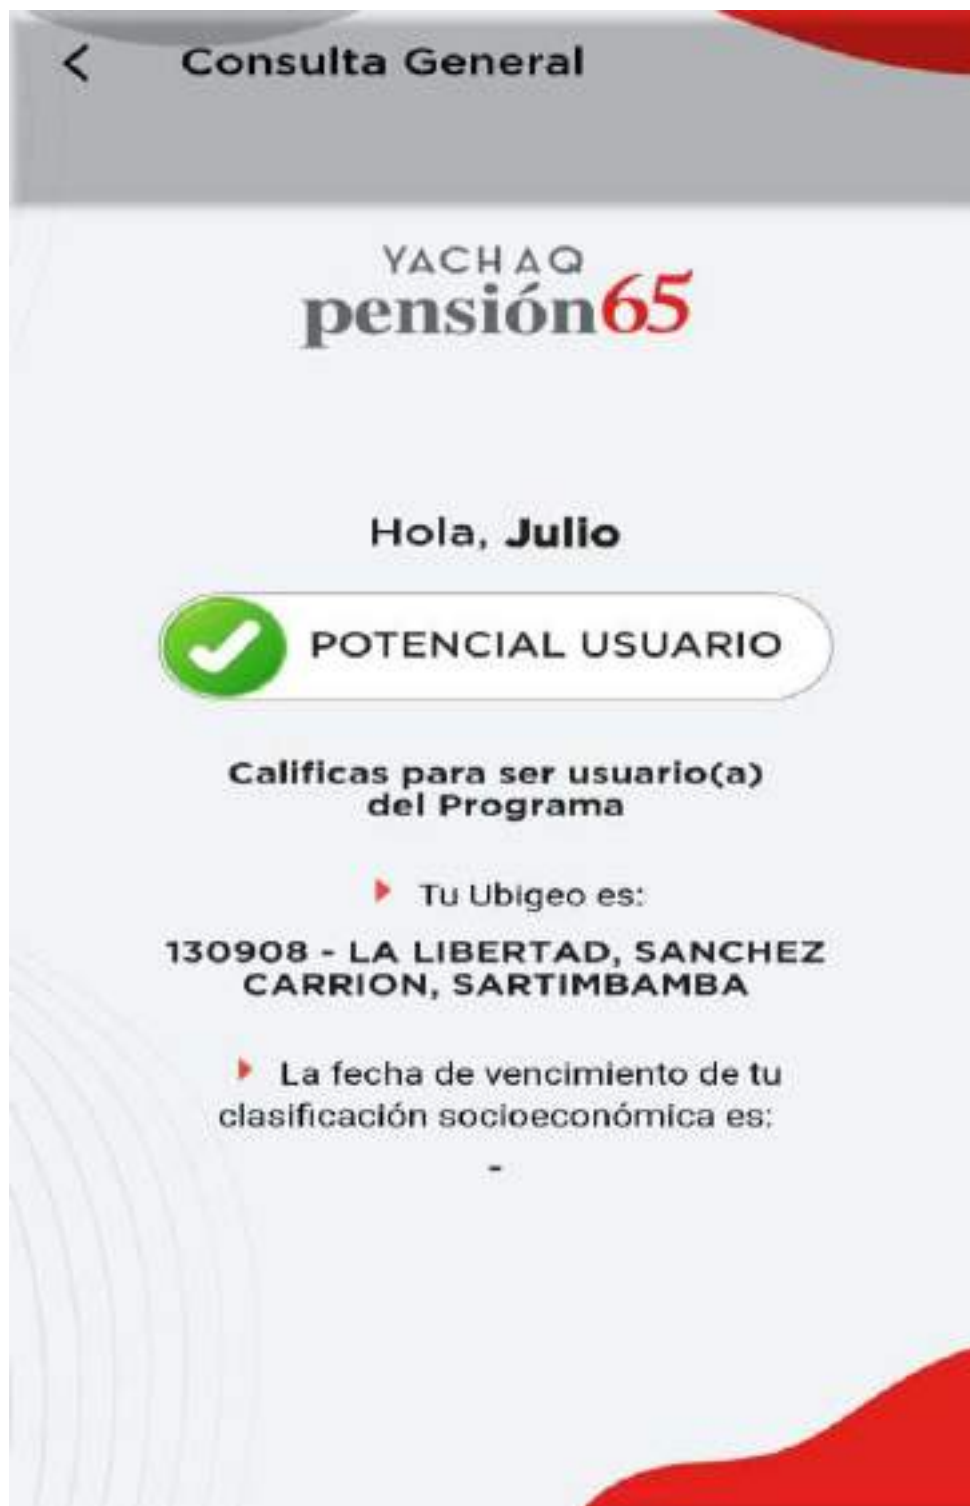 Consulta General
YACHAQ
pensión65
Hola, Julio
POTENCIAL USUARIO
Calificas para ser usuario(a)
del Programa
Tu Ubigeo es:
130908 - LA LIBERTAD, SANCHEZ
CARRION, SARTIMBAMBA
La fecha de vencimiento de tu
clasificación socioeconómica es:
-